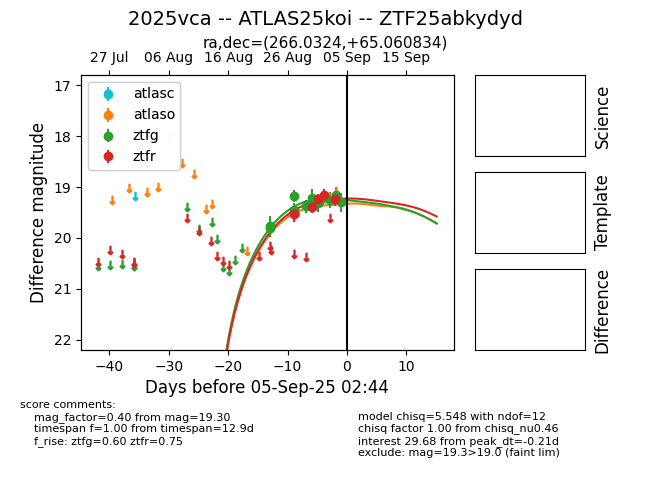 2025vca -- ATLAS25koi -- ZTF25abkydyd
ra,dec=(266.0324,+65.060834)
27 Jul 06 Aug 16 Aug 26 Aug 05 Sep 15 Sep
atlasc
atlaso
ztfg
ztfr
17
18
19
20
21
22
Difference magnitude
−40 −30 −20 −10 0 10
Days before 05-Sep-25 02:44
Science
Template
Difference
score comments:
mag_factor=0.40 from mag=19.30
timespan f=1.00 from timespan=12.9d
f_rise: ztfg=0.60 ztfr=0.75
model chisq=5.548 with ndof=12
chisq factor 1.00 from chisq_nu0.46
interest 29.68 from peak_dt=-0.21d
exclude: mag=19.3>19.0 (faint lim)